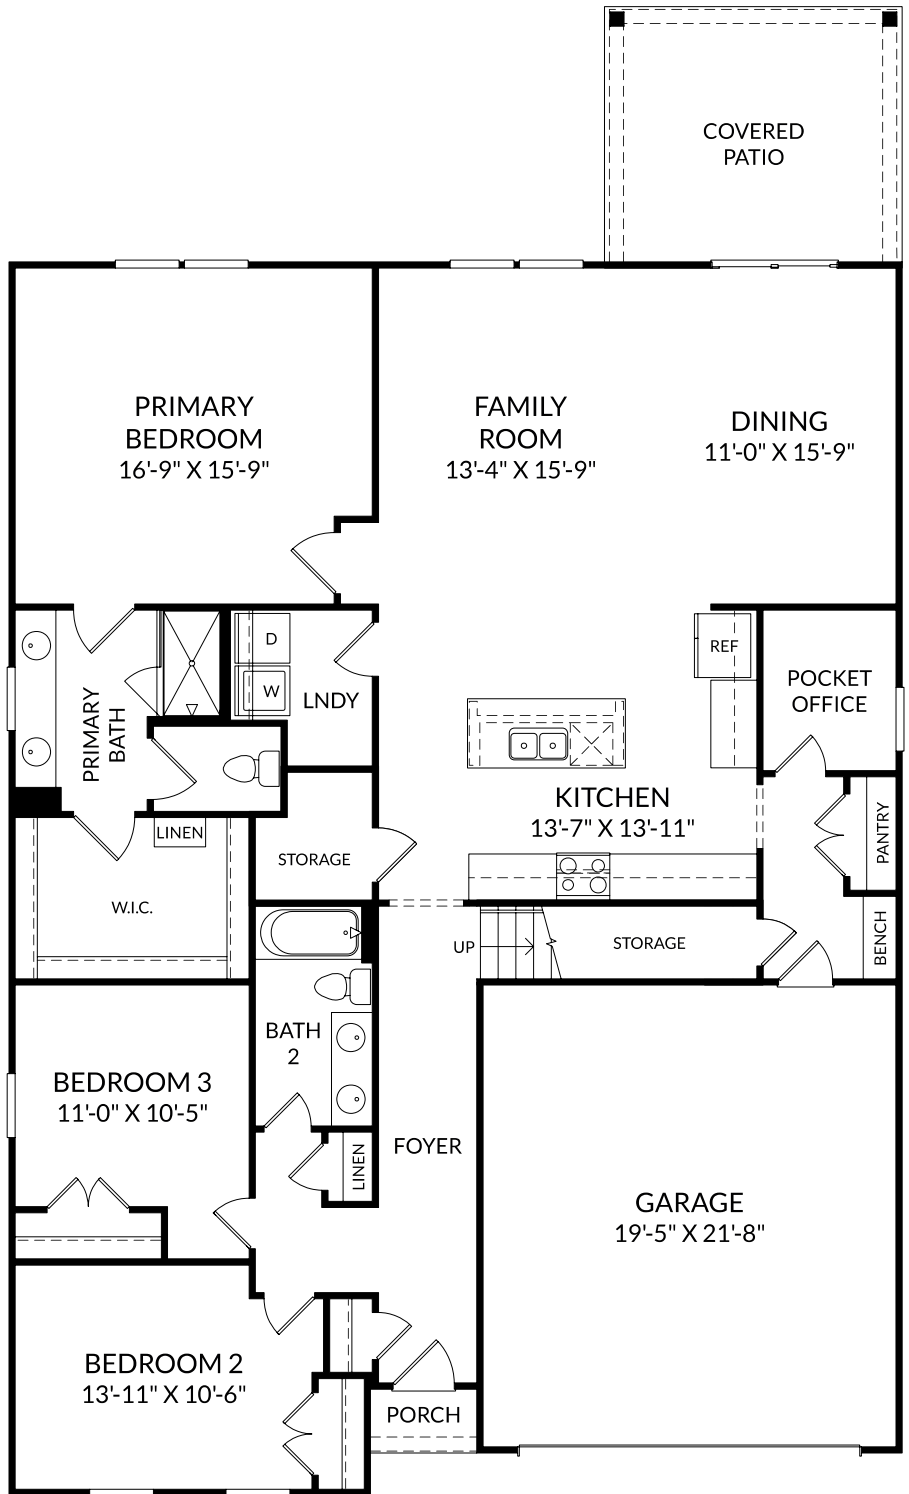 COVERED
PATIO
PRIMARY
BEDROOM
16'-9" X 15'-9"
FAMILY
ROOM
13'-4" X 15'-9"
DINING
11'-0" X 15'-9"
D
W
LNDY
REF
POCKET
OFFICE
PRIMARY
BATH
KITCHEN
13'-7" X 13'-11"
PANTRY
LINEN
STORAGE
W.I.C.
UP
STORAGE
BENCH
BATH
2
BEDROOM 3
11'-0" X 10'-5"
FOYER
LINEN
GARAGE
19'-5" X 21'-8"
BEDROOM 2
13'-11" X 10'-6"
PORCH